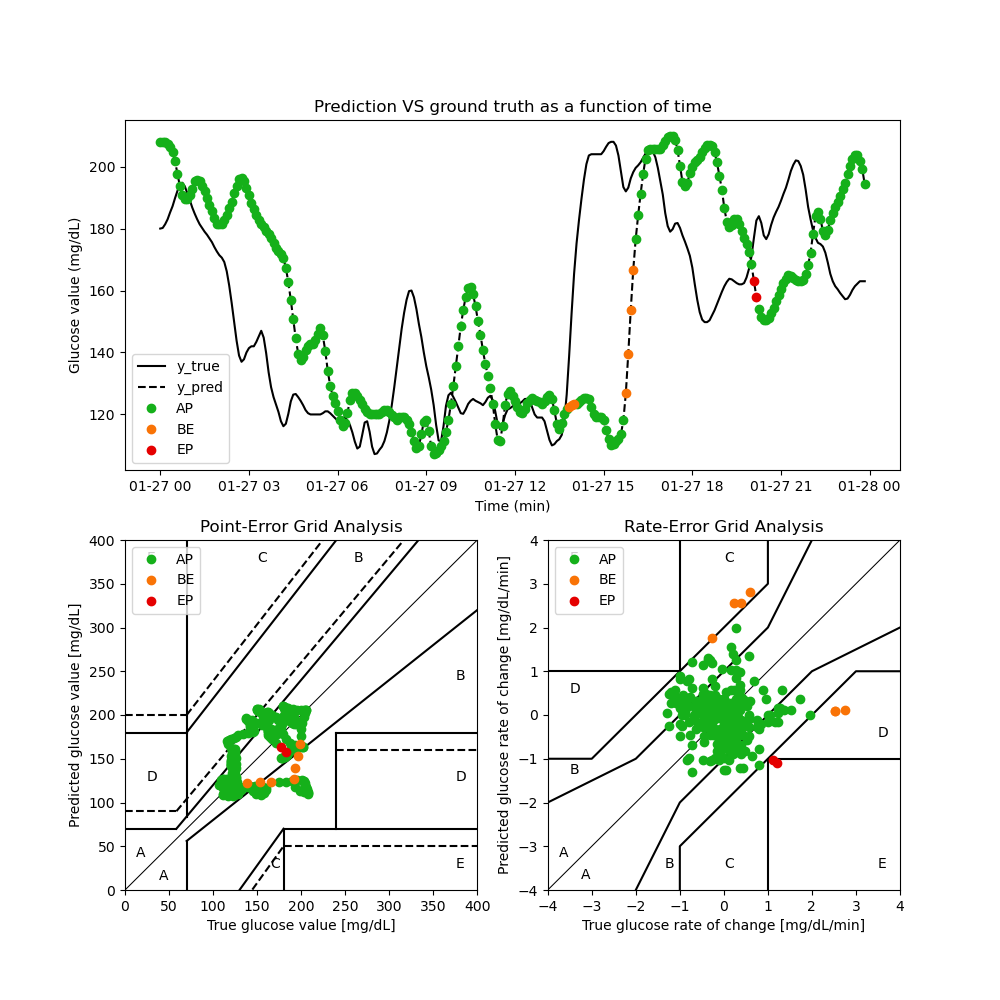 Prediction VS ground truth as a function of time
Glucose value (mg/dL)
200
180
160
140
120
y_true
y_pred
AP
BE
EP
01-27 00 01-27 03 01-27 06 01-27 09 01-27 12 01-27 15 01-27 18 01-27 21 01-28 00
Time (min)
Point-Error Grid Analysis
Predicted glucose value [mg/dL]
400
350
300
250
200
150
100
50
0
AP
BE
EP
C
B
B
D
D
A
A
C
E
0 50 100 150 200 250 300 350 400
True glucose value [mg/dL]
Rate-Error Grid Analysis
Predicted glucose rate of change [mg/dL/min]
4
3
2
1
0
−1
−2
−3
−4
AP
BE
EP
C
D
D
B
A
A
B
C
E
−4 −3 −2 −1 0 1 2 3 4
True glucose rate of change [mg/dL/min]